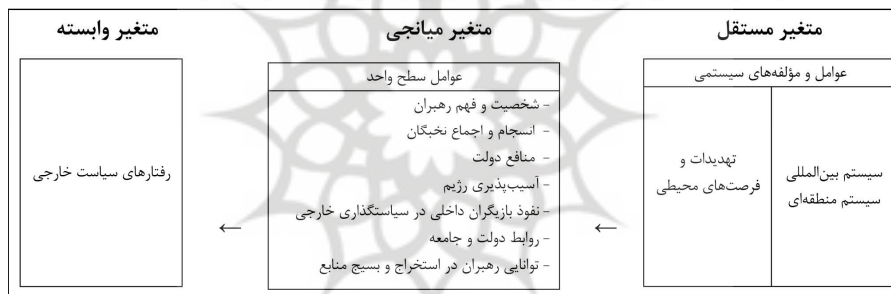 متغیر مستقل
متغیر میانجی
متغیر وابسته
عوامل و مؤلفه‌های سیستمی
سیستم بین‌المللی
سیستم منطقه‌ای
تهدیدات و
فرصت‌های محیطی
←
عوامل سطح واحد
- شخصیت و فهم رهبران
- انسجام و اجماع نخبگان
- منافع دولت
- آسیب‌پذیری رژیم
- نفوذ بازیگران داخلی در سیاستگذاری خارجی
- روابط دولت و جامعه
- توانایی رهبران در استخراج و بسیج منابع
←
رفتارهای سیاست خارجی